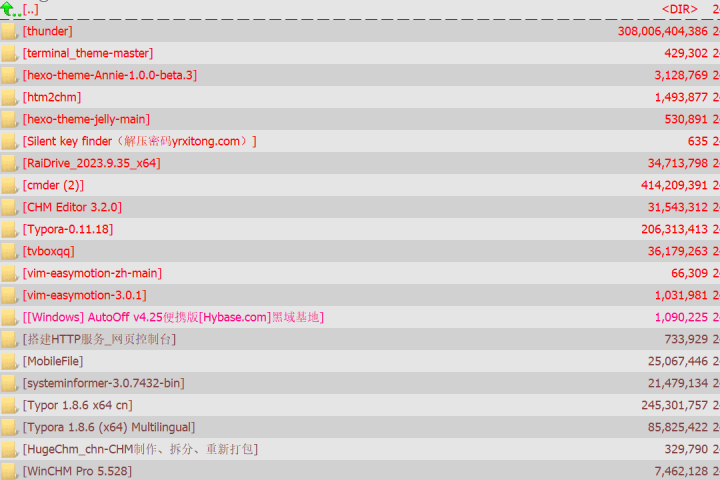 [..] <DIR> 2
[thunder] 308,006,404,386 2
[terminal_theme-master] 429,302 2
[hexo-theme-Annie-1.0.0-beta.3] 3,128,769 2
[htm2chm] 1,493,877 2
[hexo-theme-jelly-main] 530,891 2
[Silent key finder（解压密码yrxitong.com）] 635 2
[RaiDrive_2023.9.35_x64] 34,713,798 2
[cmder (2)] 414,209,391 2
[CHM Editor 3.2.0] 31,543,312 2
[Typora-0.11.18] 206,313,413 2
[tvboxqq] 36,179,263 2
[vim-easymotion-zh-main] 66,309 2
[vim-easymotion-3.0.1] 1,031,981 2
[[Windows] AutoOff v4.25便携版[Hybase.com]黑域基地] 1,090,225 2
[搭建HTTP服务_网页控制台] 733,929 2
[MobileFile] 25,067,446 2
[systeminformer-3.0.7432-bin] 21,479,134 2
[Typor 1.8.6 x64 cn] 245,301,757 2
[Typora 1.8.6 (x64) Multilingual] 85,825,422 2
[HugeChm_chn-CHM制作、拆分、重新打包] 329,790 2
[WinCHM Pro 5.528] 7,462,128 2